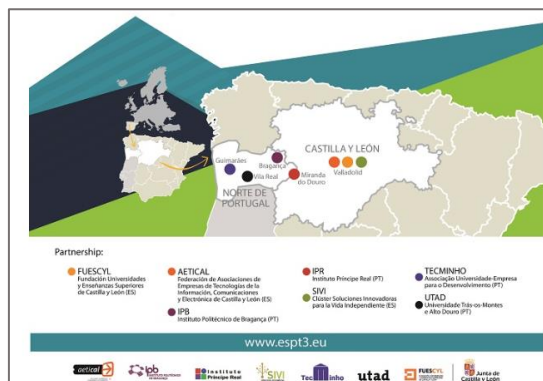 CASTILLA Y LEÓN
Bragança
Guimarães
Vila Real
Miranda
do Douro
Valladolid
NORTE DE
PORTUGAL
Partnership:
FUESCYL
Fundación Universidades
y Enseñanzas Superiores
de Castilla y León (ES)
AETICAL
Federación de Asociaciones de
Empresas de Tecnologías de la
Información, Comunicaciones
y Electrónica de Castilla y León (ES)
IPB
Instituto Politécnico de Bragança (PT)
IPR
Instituto Príncipe Real (PT)
SIVI
Clúster Soluciones Innovadoras
para la Vida Independiente (ES)
TECMINHO
Associação Universidade-Empresa
para o Desenvolvimento (PT)
UTAD
Universidade Trás-os-Montes
e Alto Douro (PT)
www.espt3.eu
aetical
ipb
Instituto
Príncipe Real
SIVI
TecMinho
utad
FUESCYL
Junta de
Castilla y León